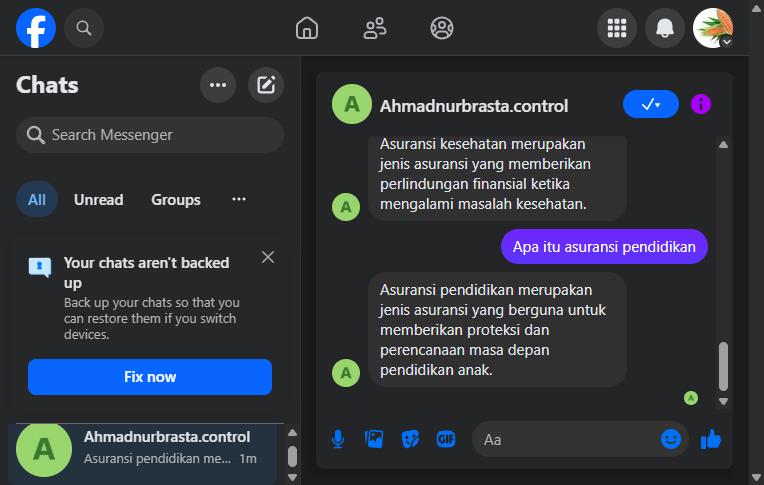 Chats
Search Messenger
All
Unread
Groups
Your chats aren't backed
up
Back up your chats so that you
can restore them if you switch
devices.
Fix now
A
Ahmadnurbrasta.control
Asuransi pendidikan me... 1m
A
Ahmadnurbrasta.control
Asuransi kesehatan merupakan
jenis asuransi yang memberikan
perlindungan finansial ketika
mengalami masalah kesehatan.
A
Apa itu asuransi pendidikan
Asuransi pendidikan merupakan
jenis asuransi yang berguna untuk
memberikan proteksi dan
perencanaan masa depan
pendidikan anak.
A
A
GIF
Aa